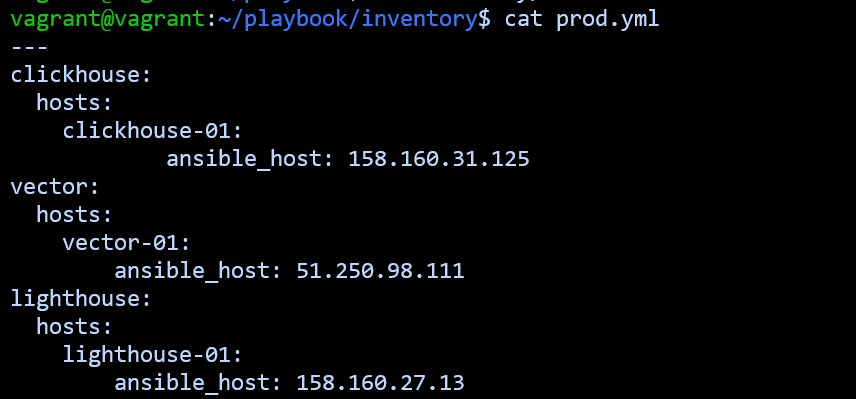 vagrant@vagrant:~/playbook/inventory$ cat prod.yml
---
clickhouse:
  hosts:
    clickhouse-01:
            ansible_host: 158.160.31.125
vector:
  hosts:
    vector-01:
        ansible_host: 51.250.98.111
lighthouse:
  hosts:
    lighthouse-01:
        ansible_host: 158.160.27.13